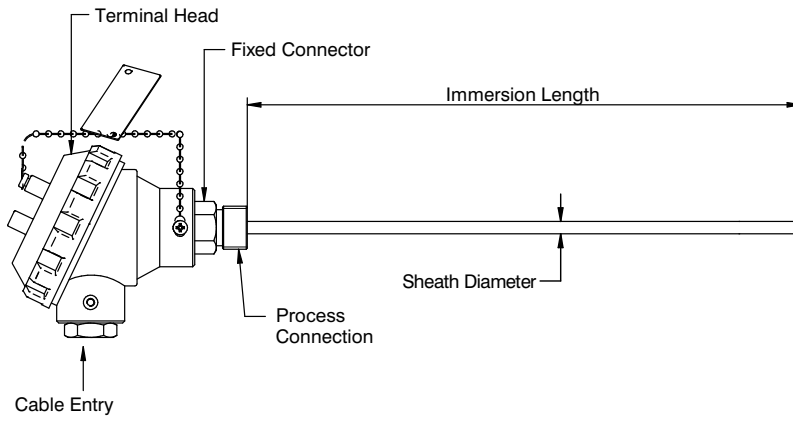 Terminal Head
Fixed Connector
Immersion Length
Sheath Diameter
Process
Connection
Cable Entry